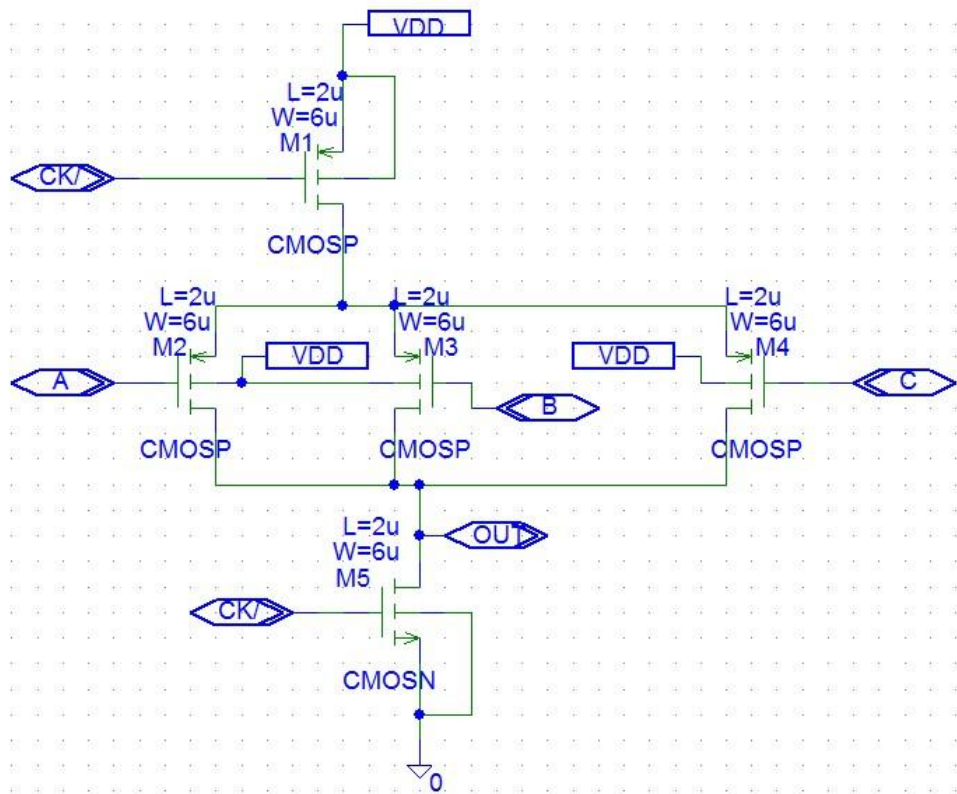 VDD
L=2u
W=6u
M1
CK/
CMOSP
L=2u
W=6u
M2
L=2u
W=6u
M3
L=2u
W=6u
M4
VDD
VDD
A
B
C
CMOSP
CMOSP
CMOSP
L=2u
W=6u
M5
OUT
CK/
CMOSN
0